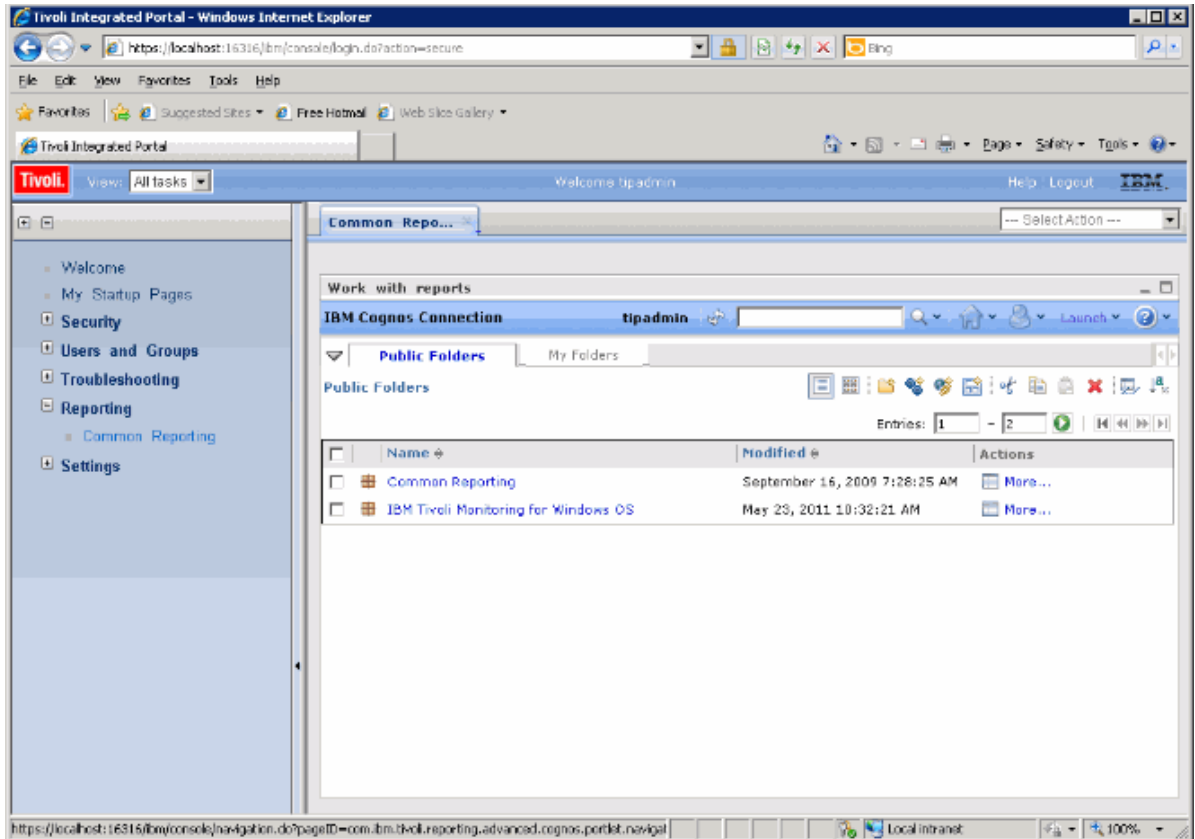 Tivoli Integrated Portal - Windows Internet Explorer
https://localhost:16316/ibm/console/login.do?action=secure
Bing
File Edit View Favorites Tools Help
Favorites Suggested Sites Free Hotmail Web Slice Gallery
Tivoli Integrated Portal Page Safety Tools
Tivoli. View: All tasks Welcome tipadmin Help Logout IBM.
Common Repo... --- Select Action ---
Welcome
My Startup Pages
Security
Users and Groups
Troubleshooting
Reporting
Common Reporting
Settings
Work with reports
IBM Cognos Connection tipadmin Launch
Public Folders My Folders
Public Folders
Entries: 1 - 2
Name Modified Actions
Common Reporting September 16, 2009 7:28:25 AM More...
IBM Tivoli Monitoring for Windows OS May 23, 2011 10:32:21 AM More...
https://localhost:16316/ibm/console/navigation.do?pageID=com.ibm.tivoli.reporting.advanced.cognos.portlet.navigat Local intranet 100%